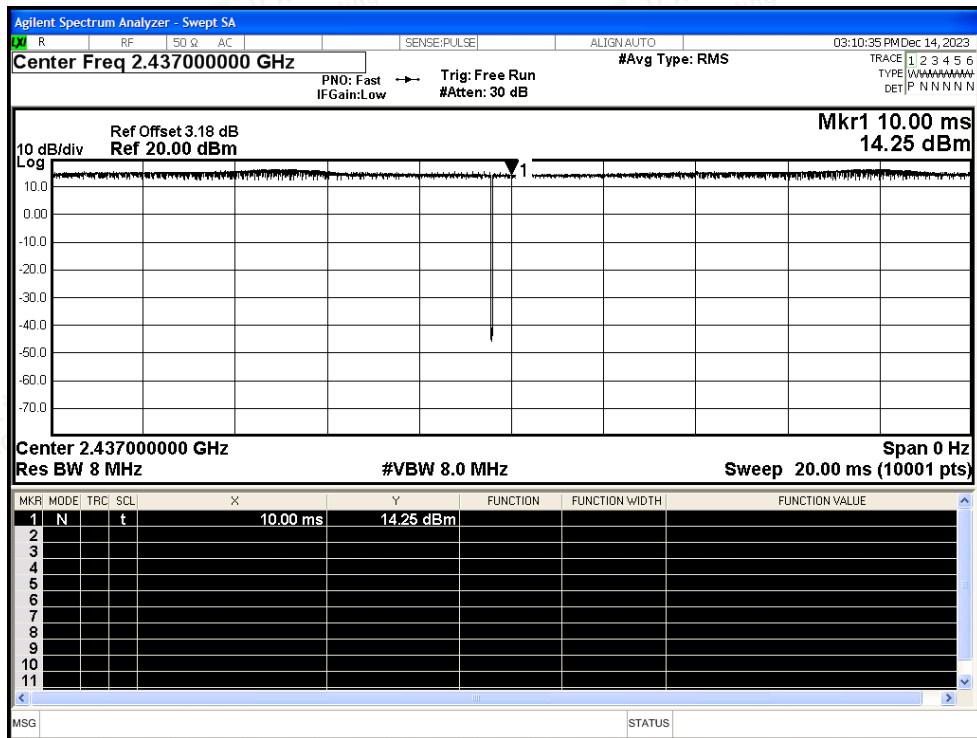 Agilent Spectrum Analyzer - Swept SA
LXI R RF 50 Ω AC SENSE:PULSE ALIGN AUTO 03:10:35 PM Dec 14, 2023
Center Freq 2.437000000 GHz #Avg Type: RMS TRACE 1 2 3 4 5 6
PNO: Fast Trig: Free Run TYPE
IFGain:Low #Atten: 30 dB DET P N N N N N
Mkr1 10.00 ms
Ref Offset 3.18 dB
10 dB/div Ref 20.00 dBm 14.25 dBm
Log
1
10.0
0.00
-10.0
-20.0
-30.0
-40.0
-50.0
-60.0
-70.0
Center 2.437000000 GHz Span 0 Hz
Res BW 8 MHz #VBW 8.0 MHz Sweep 20.00 ms (10001 pts)
MKR MODE TRC SCL X Y FUNCTION FUNCTION WIDTH FUNCTION VALUE
1 N t 10.00 ms 14.25 dBm
2
3
4
5
6
7
8
9
10
11
MSG STATUS